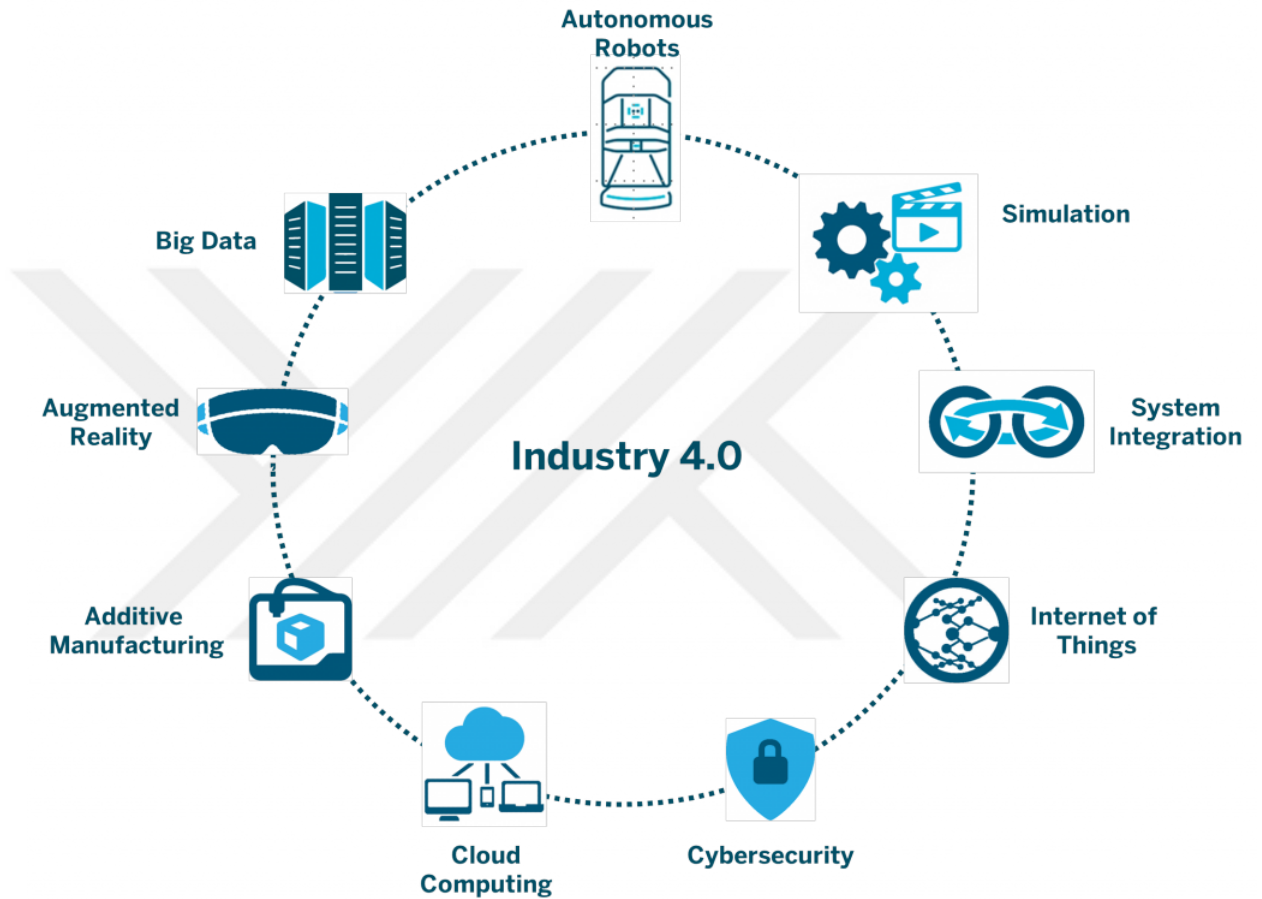 Autonomous
Robots
Simulation
Big Data
System
Integration
Augmented
Reality
Industry 4.0
Internet of
Things
Additive
Manufacturing
Cloud
Computing
Cybersecurity